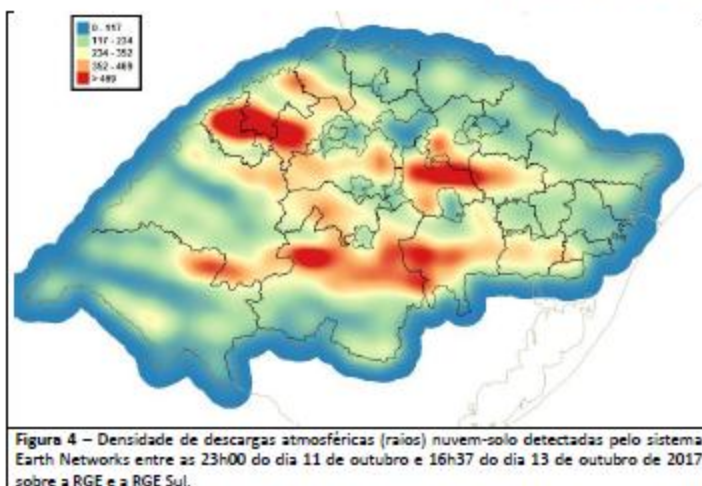 0 - 117
117 - 234
234 - 352
352 - 469
> 469
Figura 4 – Densidade de descargas atmosféricas (raios) nuvem-solo detectadas pelo sistema
Earth Networks entre as 23h00 do dia 11 de outubro e 16h37 do dia 13 de outubro de 2017
sobre a RGE e a RGE Sul.